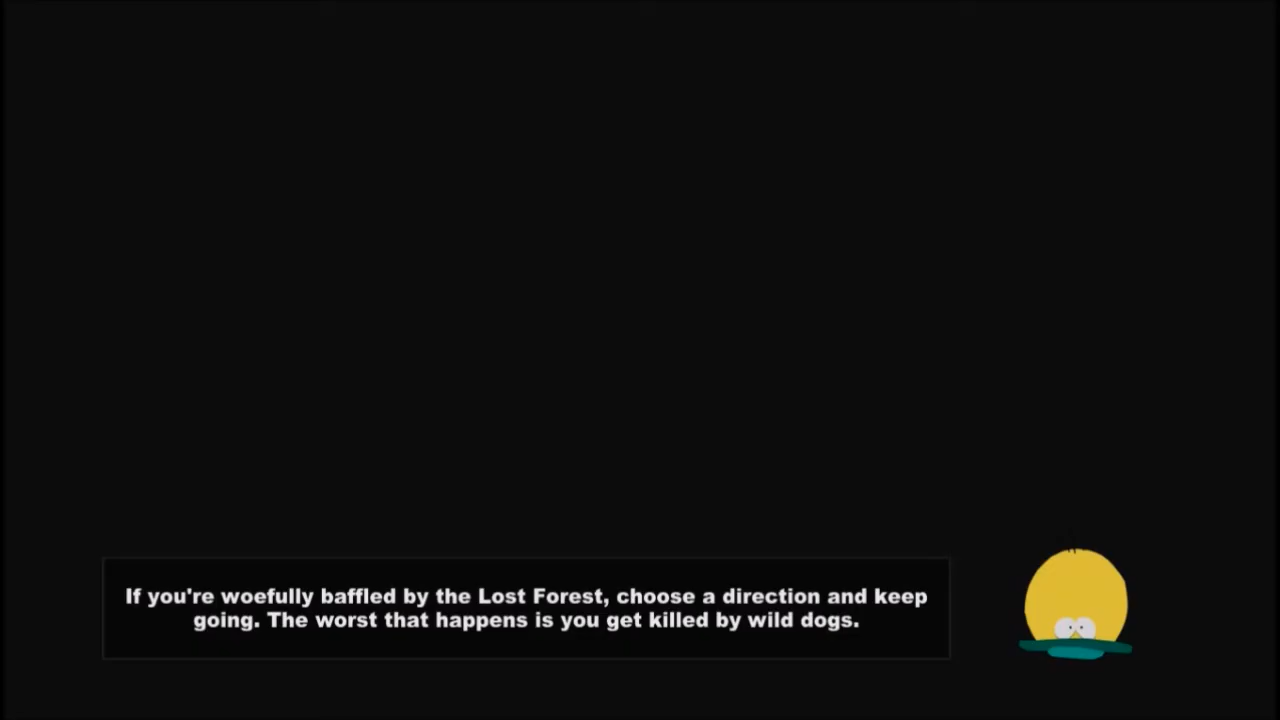 If you're woefully baffled by the Lost Forest, choose a direction and keep
going. The worst that happens is you get killed by wild dogs.